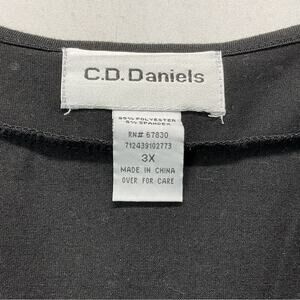 C.D. Daniels
95% POLYESTER
5% SPANDEX
RN# 67830
712439102773
3X
MADE IN CHINA
OVER FOR CARE